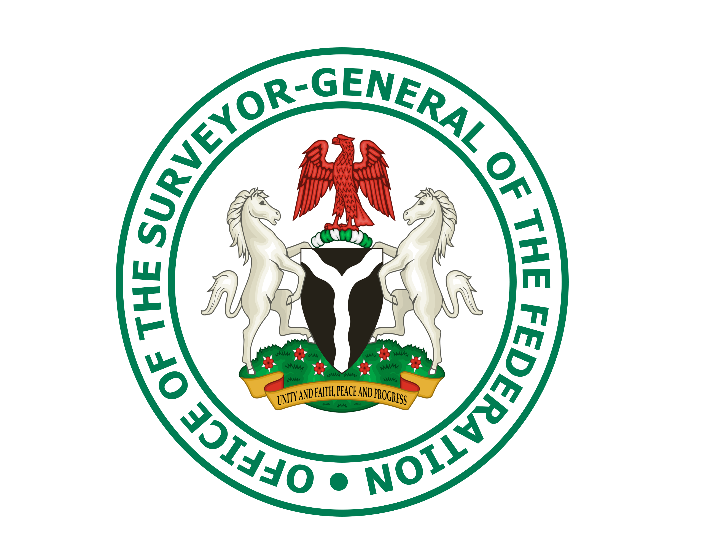 OFFICE OF THE SURVEYOR-GENERAL OF THE FEDERATION •
UNITY AND FAITH, PEACE AND PROGRESS